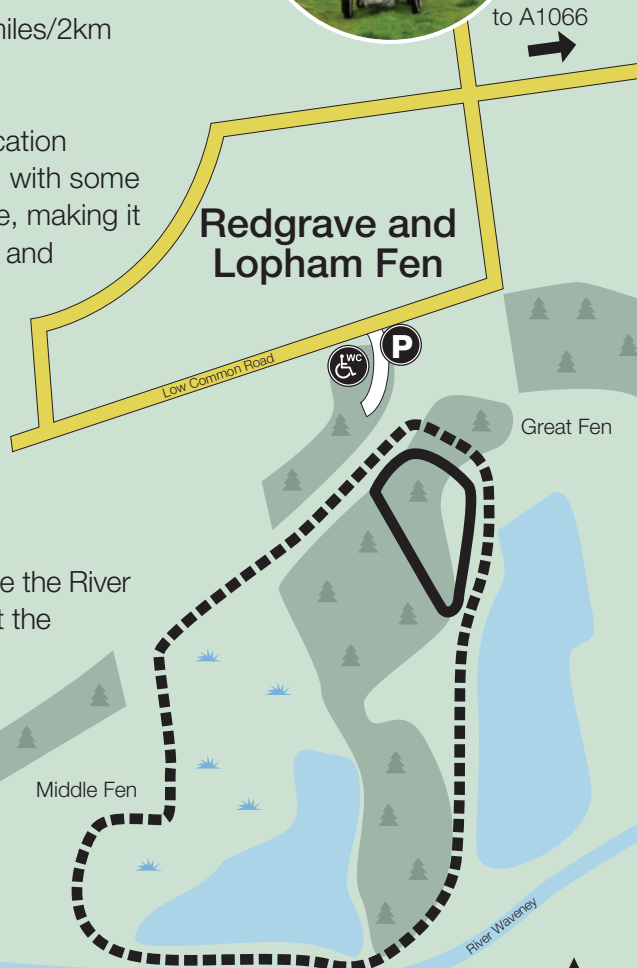 miles/2km
to A1066
cation
with some
e, making it
and
Redgrave and
Lopham Fen
WC
P
Low Common Road
Great Fen
e the River
t the
Middle Fen
River Waveney